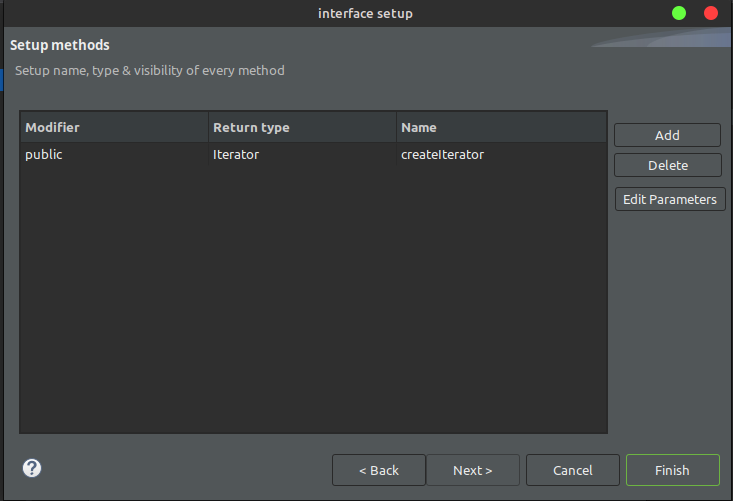 interface setup
Setup methods
Setup name, type & visibility of every method
Modifier Return type Name
public Iterator createIterator
Add
Delete
Edit Parameters
?
< Back Next > Cancel Finish